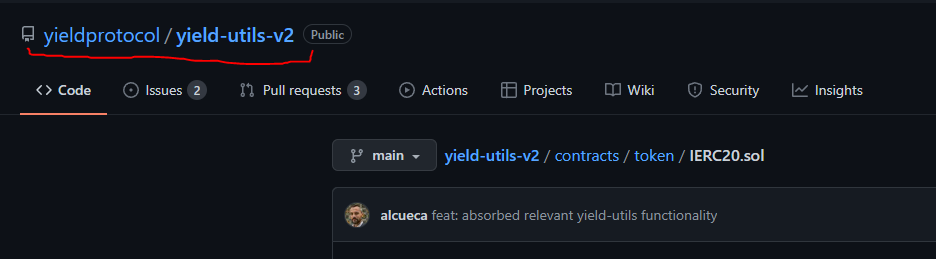 yieldprotocol / yield-utils-v2 Public
Code Issues 2 Pull requests 3 Actions Projects Wiki Security Insights
main yield-utils-v2 / contracts / token / IERC20.sol
alcueca feat: absorbed relevant yield-utils functionality